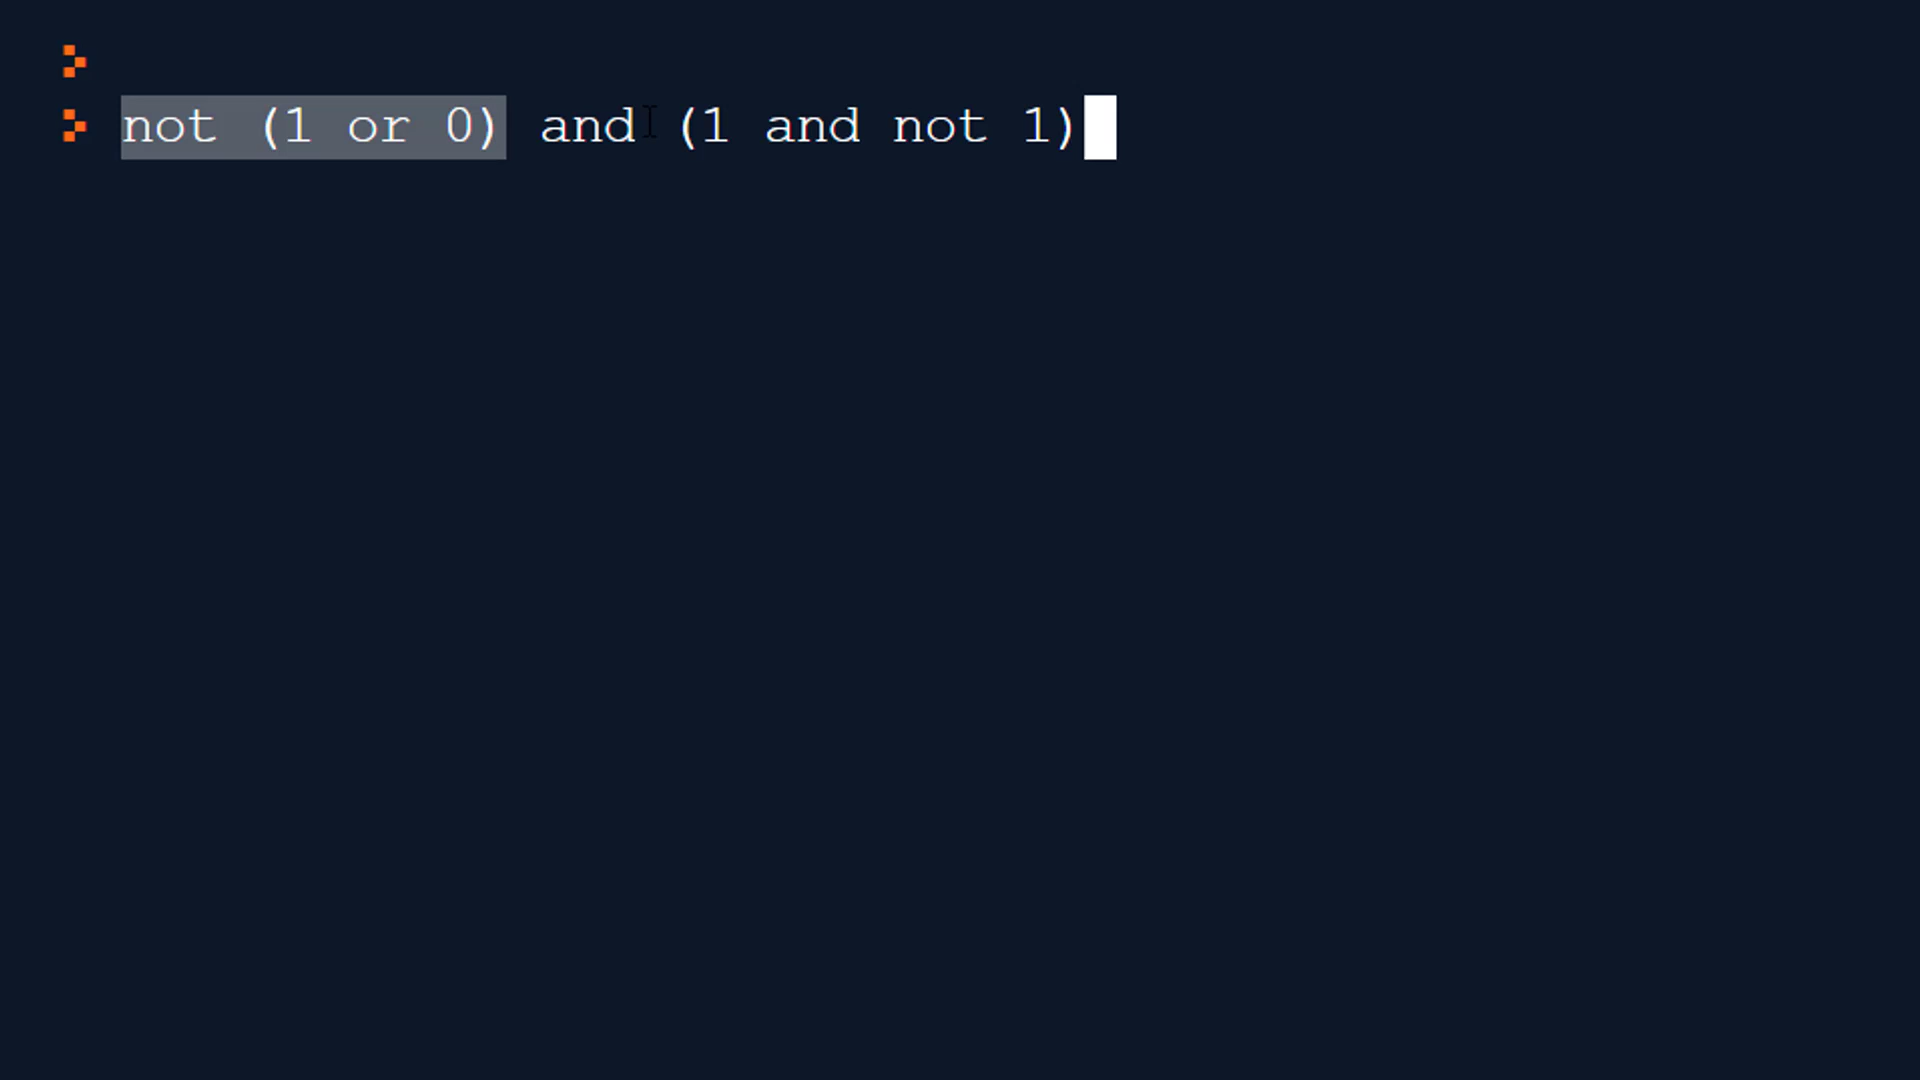 >
> not (1 or 0) and (1 and not 1)